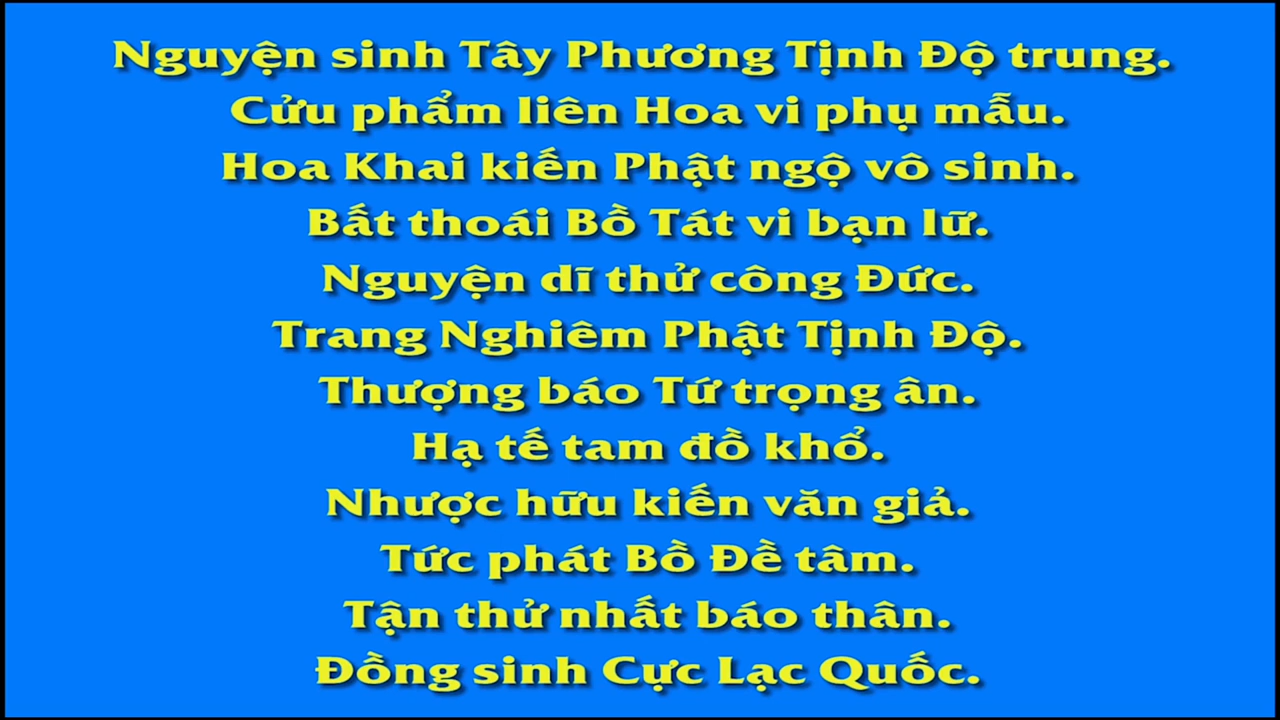 Nguyện sinh Tây Phương Tịnh Độ trung.
Cửu phẩm liên Hoa vi phụ mẫu.
Hoa Khai kiến Phật ngộ vô sinh.
Bất thoái Bồ Tát vi bạn lữ.
Nguyện dĩ thử công Đức.
Trang Nghiêm Phật Tịnh Độ.
Thượng báo Tứ trọng ân.
Hạ tế tam đồ khổ.
Nhược hữu kiến văn giả.
Tức phát Bồ Đề tâm.
Tận thử nhất báo thân.
Đồng sinh Cực Lạc Quốc.